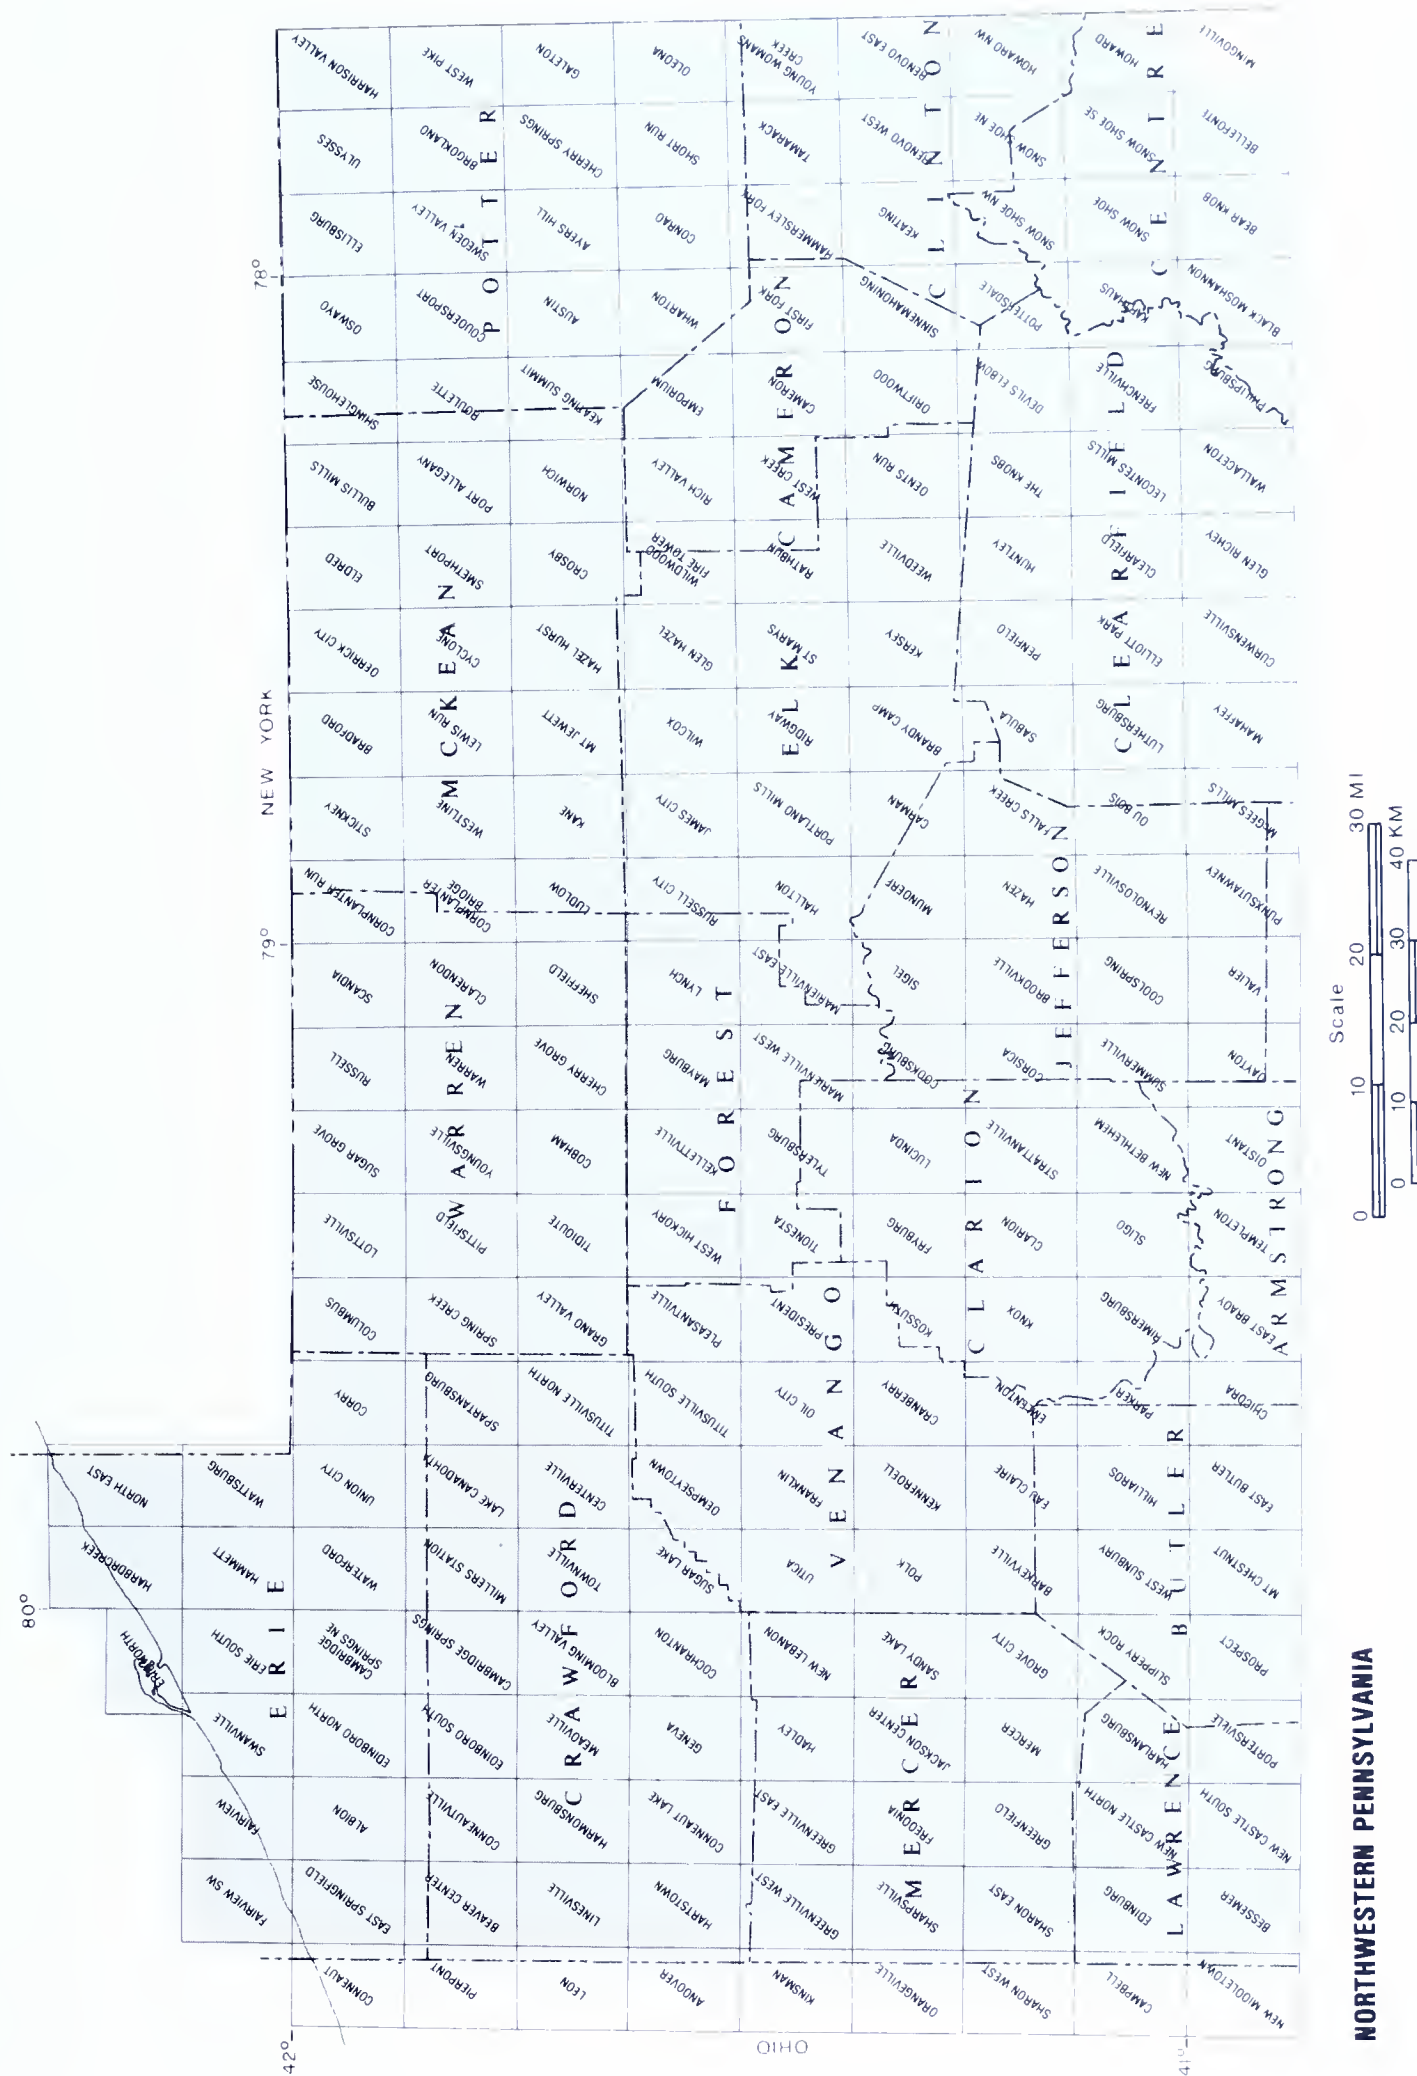 80°
NORTH EAST
HARBORCREEK
ERIE NORTH
FAIRVIEW SW
FAIRVIEW
SWANVILLE
ERIE SOUTH
HAMMETT
WATTSBURG
NEW YORK
79°
78°
ERIE
42°
CONNEAUT
EAST SPRINGFIELD
ALBION
EDINBORO NORTH
CAMBRIDGE
SPRINGS NE
WATERFORD
UNION CITY
CORRY
COLUMBUS
LOTTSVILLE
SUGAR GROVE
RUSSELL
SCANDIA
CORNPLANTER RUN
STICKNEY
BRADFORD
DERRICK CITY
ELDRED
BULLIS MILLS
SHINGLEHOUSE
OSWAYO
ELLISBURG
ULYSSES
HARRISON VALLEY
PIERPONT
BEAVER CENTER
CONNEAUTVILLE
EDINBORO SOUTH
CAMBRIDGE SPRINGS
MILLERS STATION
LAKE CANADOHTA
SPARTANSBURG
SPRING CREEK
PITTSFIELD
YOUNGSVILLE
WARREN
CLARENDON
CORNPLANTER
BRIDGE
WESTLINE
LEWIS RUN
CYCLONE
SMETHPORT
PORT ALLEGANY
ROULETTE
COUDERSPORT
SWEDEN VALLEY
BROOKLAND
WEST PIKE
WARREN
MCKEAN
POTTER
LEON
LINESVILLE
HARMONSBURG
MEADVILLE
BLOOMING VALLEY
TOWNVILLE
CENTERVILLE
TITUSVILLE NORTH
GRAND VALLEY
TIDIOUTE
COBHAM
CHERRY GROVE
SHEFFIELD
LUDLOW
KANE
MT JEWETT
HAZEL HURST
CROSBY
NORWICH
KEATING SUMMIT
AUSTIN
AYERS HILL
CHERRY SPRINGS
GALETON
CRAWFORD
ANDOVER
HARTSTOWN
CONNEAUT LAKE
GENEVA
COCHRANTON
SUGAR LAKE
DEMPSEYTOWN
TITUSVILLE SOUTH
PLEASANTVILLE
WEST HICKORY
KELLETTVILLE
MAYBURG
LYNCH
RUSSELL CITY
JAMES CITY
WILCOX
GLEN HAZEL
WILDWOOD
FIRE TOWER
RICH VALLEY
EMPORIUM
WHARTON
CONRAD
SHORT RUN
OLEONA
FOREST
OHIO
KINSMAN
GREENVILLE WEST
GREENVILLE EAST
HADLEY
NEW LEBANON
UTICA
FRANKLIN
OIL CITY
PRESIDENT
TIONESTA
TYLERSBURG
MARIENVILLE WEST
MARIENVILLE EAST
HALLTON
PORTLAND MILLS
RIDGWAY
ST MARYS
RATHBUN
WEST CREEK
CAMERON
FIRST FORK
HAMMERSLEY FORK
TAMARACK
YOUNG WOMANS
CREEK
ELK
CAMERON
VENANGO
ORANGEVILLE
SHARPSVILLE
FREDONIA
JACKSON CENTER
SANDY LAKE
POLK
KENNERDELL
CRANBERRY
KOSSUTH
FRYBURG
LUCINDA
COOKSBURG
SIGEL
MUNDERF
CARMAN
BRANDY CAMP
KERSEY
WEEDVILLE
DENTS RUN
DRIFTWOOD
SINNEMAHONING
KEATING
RENOVO WEST
RENOVO EAST
MERCER
CLINTON
CLARION
SHARON WEST
SHARON EAST
GREENFIELD
MERCER
GROVE CITY
BARKEYVILLE
EAU CLAIRE
EMLENTON
KNOX
CLARION
STRATTANVILLE
CORSICA
BROOKVILLE
HAZEN
FALLS CREEK
SABULA
PENFIELD
HUNTLEY
THE KNOBS
DEVILS ELBOW
POTTERSDALE
SNOW SHOE NW
SNOW SHOE NE
HOWARD NW
JEFFERSON
CAMPBELL
EDINBURG
NEW CASTLE NORTH
HARLANSBURG
SLIPPERY ROCK
WEST SUNBURY
HILLIARDS
PARKER
RIMERSBURG
SLIGO
NEW BETHLEHEM
SUMMERVILLE
COOLSPRING
REYNOLDSVILLE
DU BOIS
LUTHERSBURG
ELLIOTT PARK
CLEARFIELD
LECONTES MILLS
FRENCHVILLE
KARTHAUS
SNOW SHOE
SNOW SHOE SE
HOWARD
CLEARFIELD
CENTRE
LAWRENCE
BUTLER
41°
NEW MIDDLETOWN
BESSEMER
NEW CASTLE SOUTH
PORTERSVILLE
PROSPECT
MT CHESTNUT
EAST BUTLER
CHICORA
EAST BRADY
TEMPLETON
DISTANT
DAYTON
VALIER
PUNXSUTAWNEY
McGEES MILLS
MAHAFFEY
CURWENSVILLE
GLEN RICHEY
WALLACETON
PHILIPSBURG
BLACK MOSHANNON
BEAR KNOB
BELLEFONTE
MINGOVILLE
ARMSTRONG
Scale
0 10 20 30 MI
0 10 20 30 40 KM
NORTHWESTERN PENNSYLVANIA